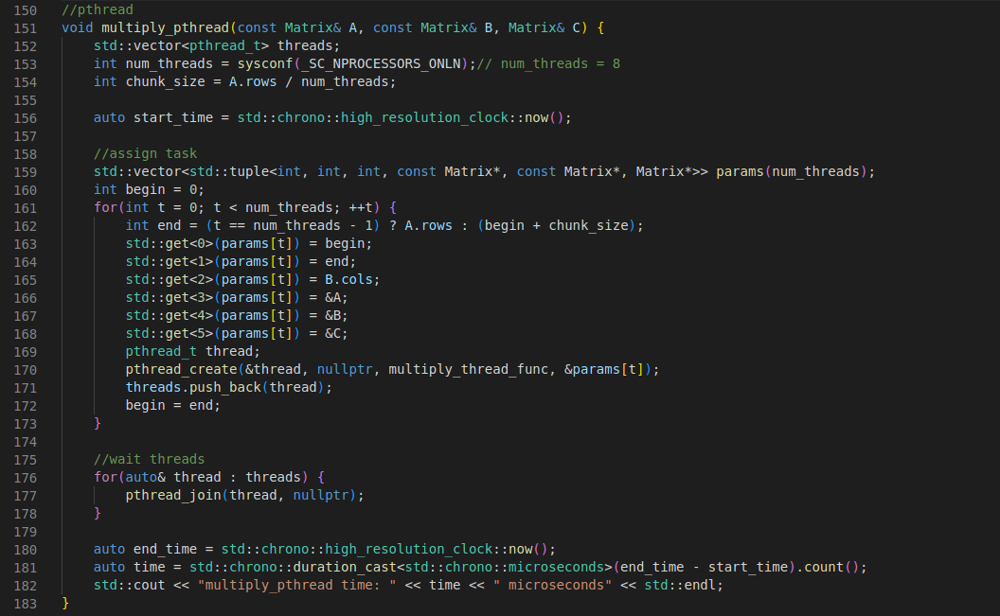 150 //pthread
151 void multiply_pthread(const Matrix& A, const Matrix& B, Matrix& C) {
152     std::vector<pthread_t> threads;
153     int num_threads = sysconf(_SC_NPROCESSORS_ONLN);// num_threads = 8
154     int chunk_size = A.rows / num_threads;
155
156     auto start_time = std::chrono::high_resolution_clock::now();
157
158     //assign task
159     std::vector<std::tuple<int, int, int, const Matrix*, const Matrix*, Matrix*>> params(num_threads);
160     int begin = 0;
161     for(int t = 0; t < num_threads; ++t) {
162         int end = (t == num_threads - 1) ? A.rows : (begin + chunk_size);
163         std::get<0>(params[t]) = begin;
164         std::get<1>(params[t]) = end;
165         std::get<2>(params[t]) = B.cols;
166         std::get<3>(params[t]) = &A;
167         std::get<4>(params[t]) = &B;
168         std::get<5>(params[t]) = &C;
169         pthread_t thread;
170         pthread_create(&thread, nullptr, multiply_thread_func, &params[t]);
171         threads.push_back(thread);
172         begin = end;
173     }
174
175     //wait threads
176     for(auto& thread : threads) {
177         pthread_join(thread, nullptr);
178     }
179
180     auto end_time = std::chrono::high_resolution_clock::now();
181     auto time = std::chrono::duration_cast<std::chrono::microseconds>(end_time - start_time).count();
182     std::cout << "multiply_pthread time: " << time << " microseconds" << std::endl;
183 }